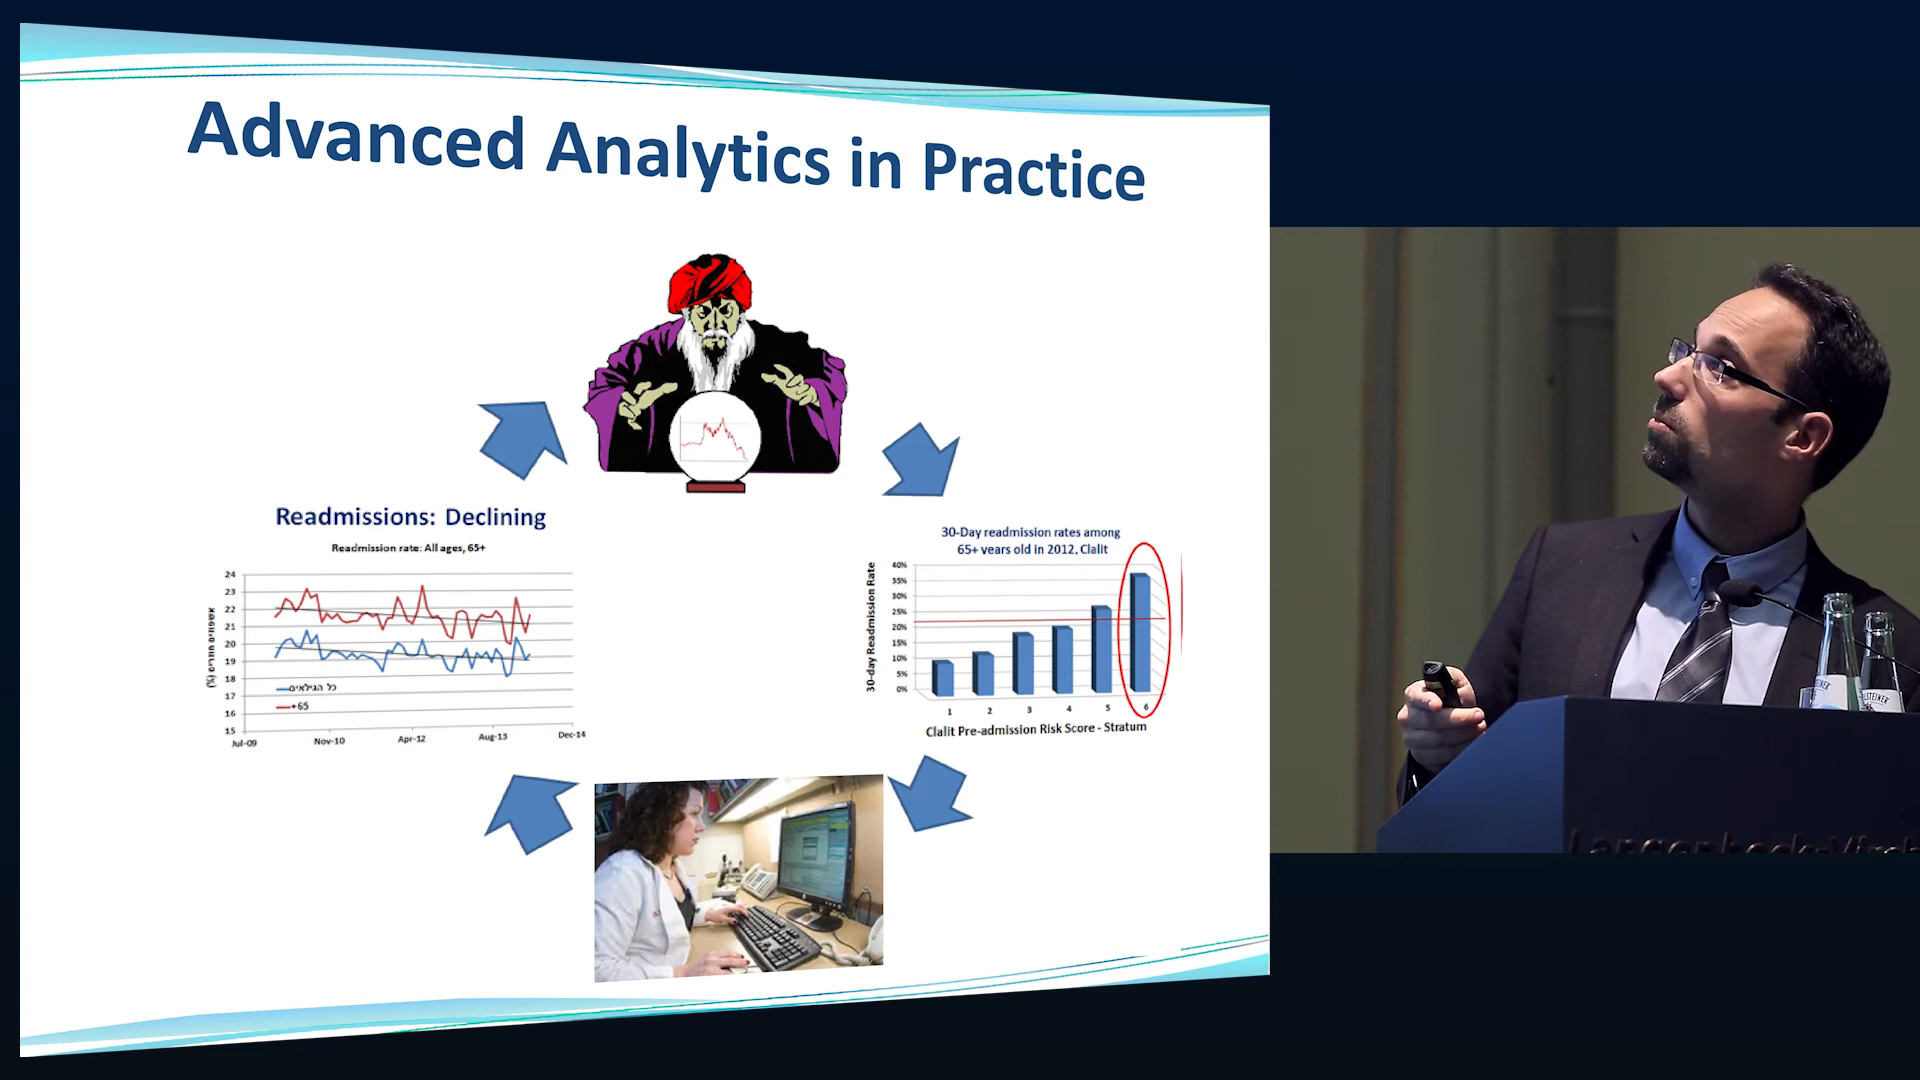 Advanced Analytics in Practice
Readmissions: Declining
Readmission rate: All ages, 65+
24
23
22
21
20
19
18
17
16
15
אשפוזים חוזרים (%)
כל הגילאים
+65
Jul-09
Nov-10
Apr-12
Aug-13
Dec-14
30-Day readmission rates among
65+ years old in 2012, Clalit
30-day Readmission Rate
40%
35%
30%
25%
20%
15%
10%
5%
0%
1
2
3
4
5
6
Clalit Pre-admission Risk Score - Stratum